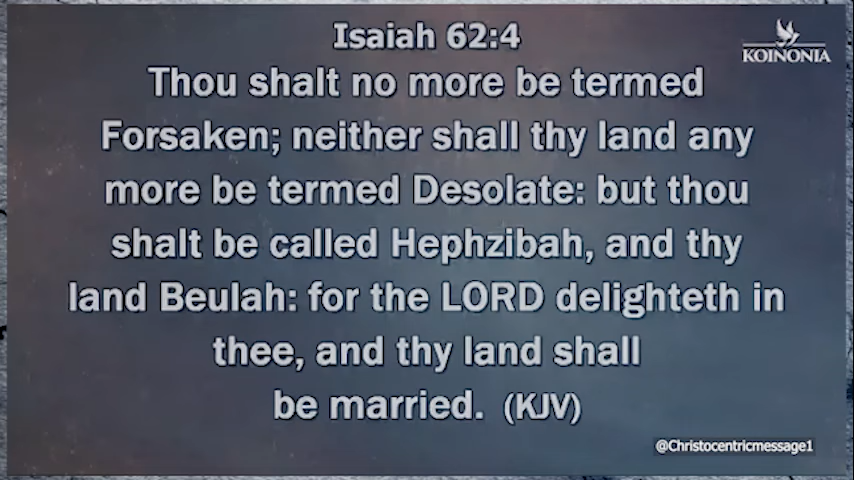 Isaiah 62:4
KOINONIA
Thou shalt no more be termed
Forsaken; neither shall thy land any
more be termed Desolate: but thou
shalt be called Hephzibah, and thy
land Beulah: for the LORD delighteth in
thee, and thy land shall
be married. (KJV)
@Christocentricmessage1